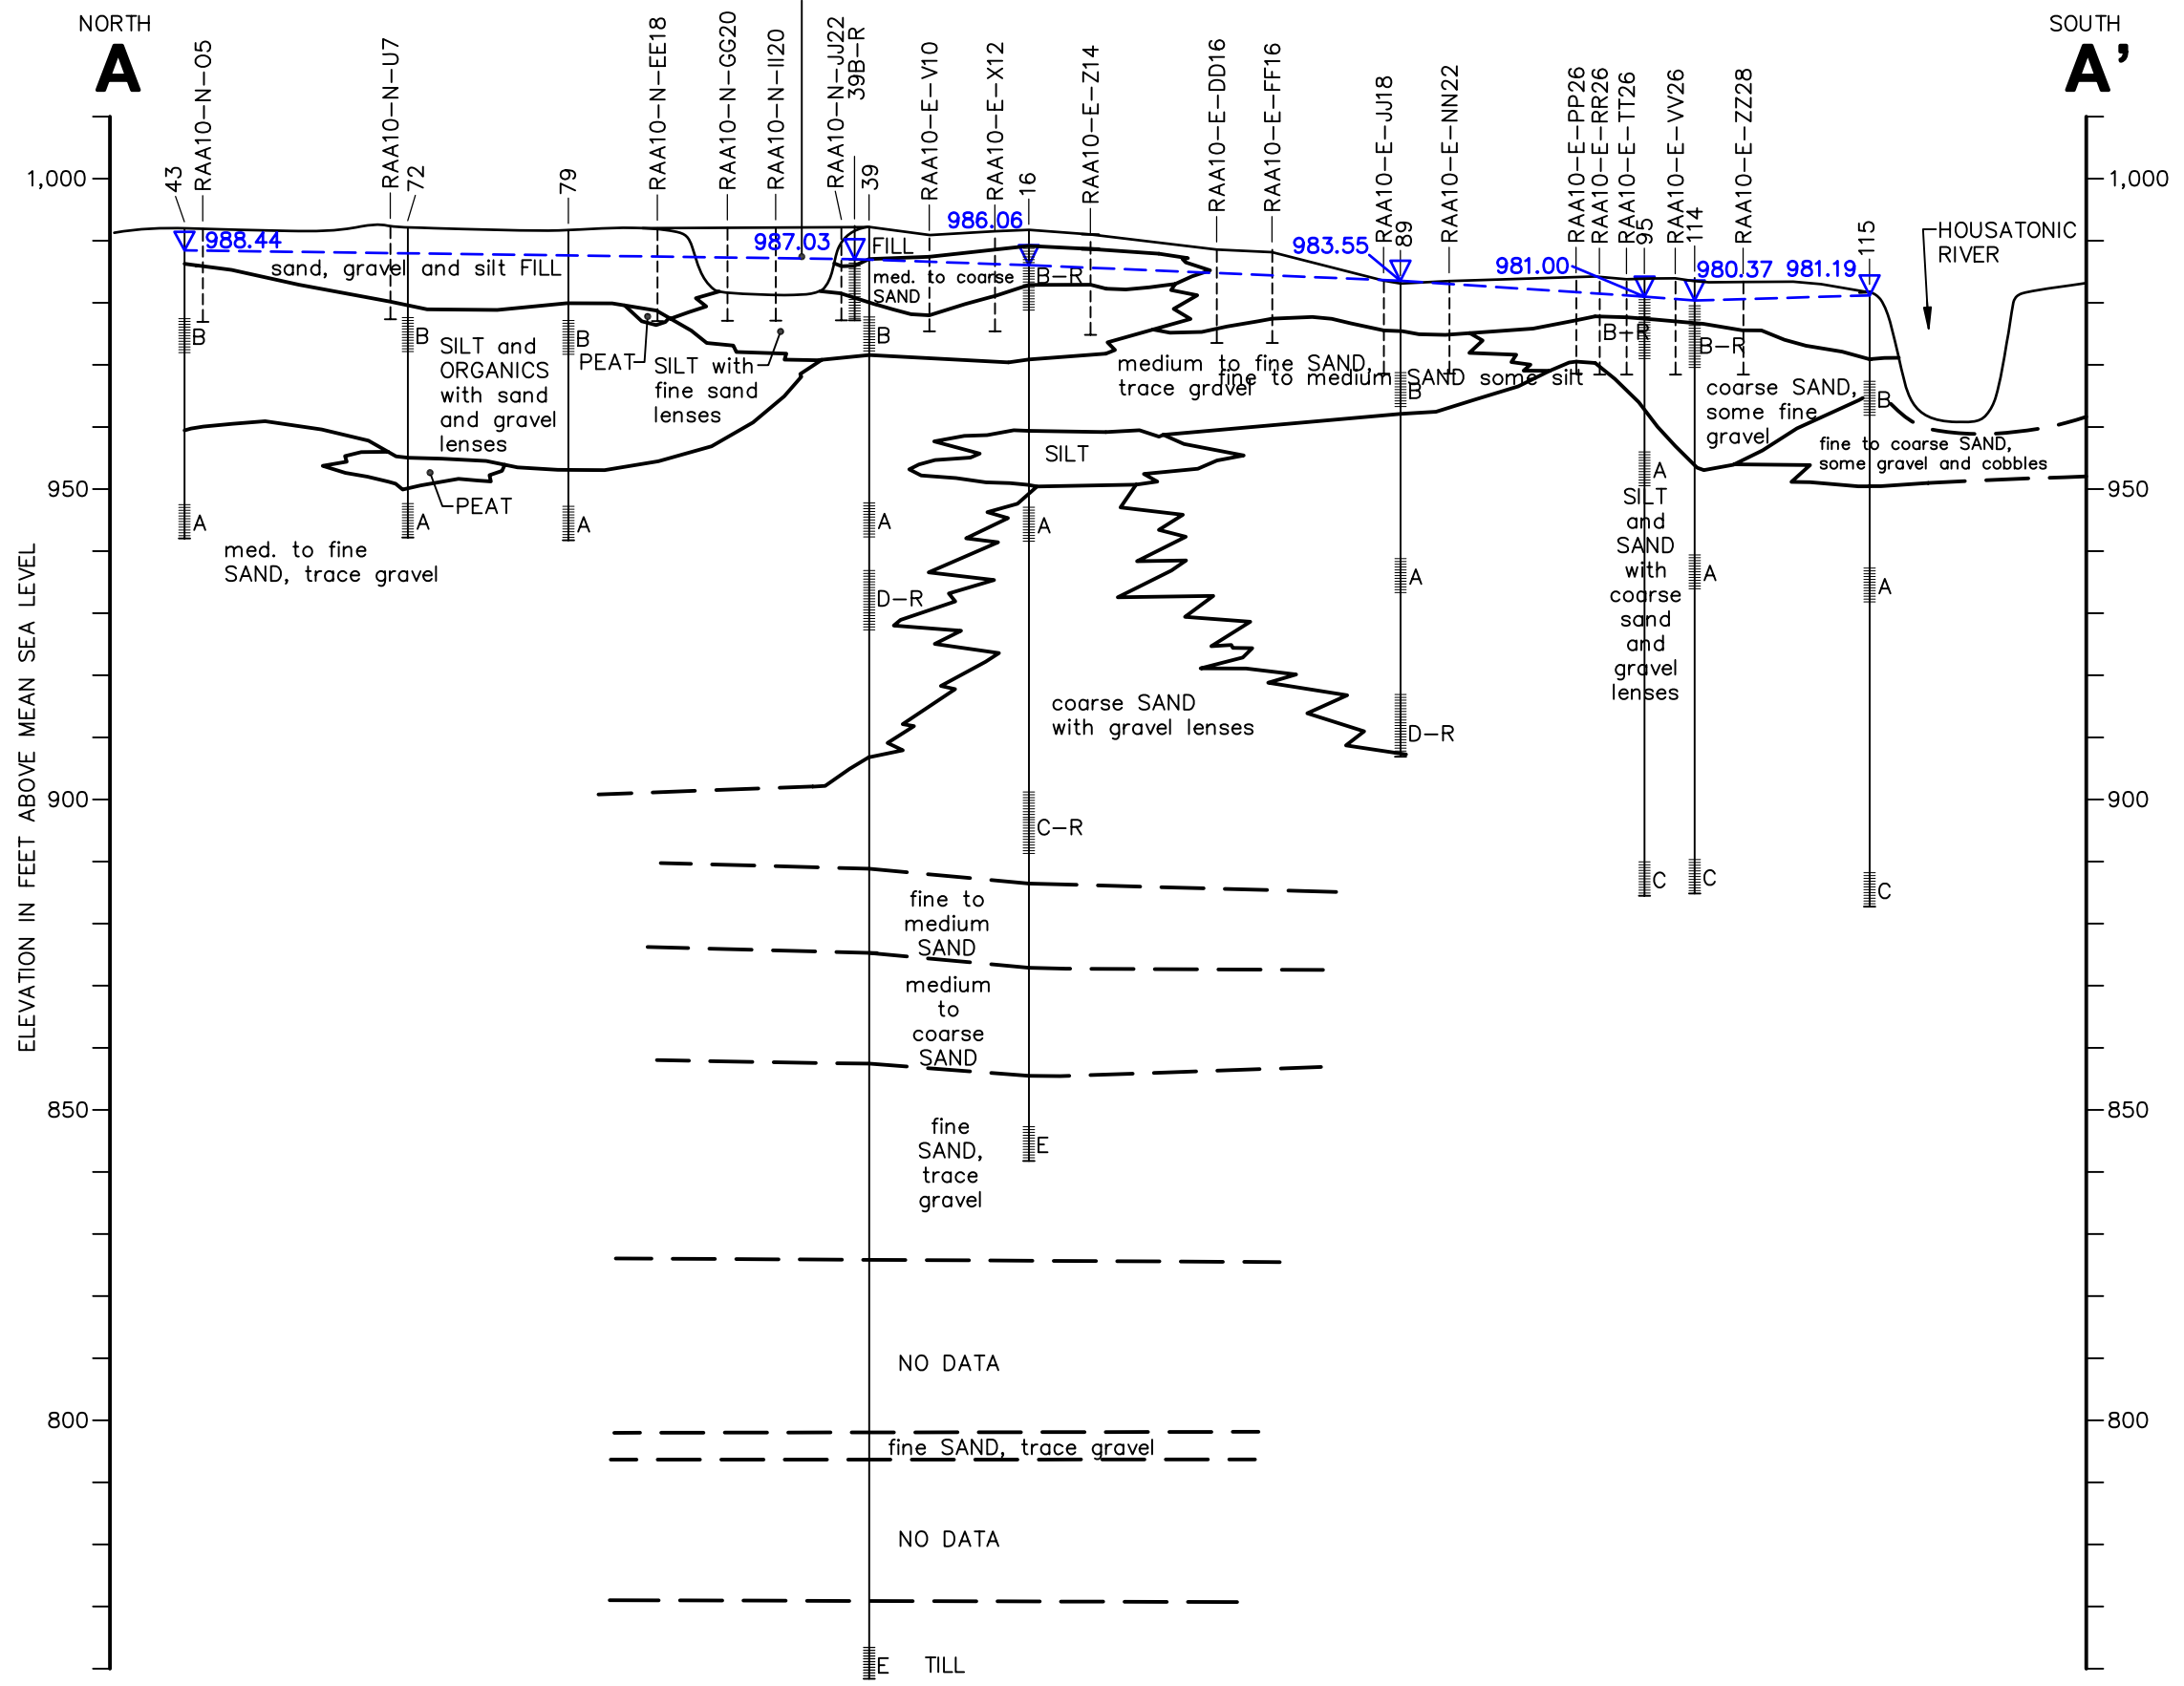 NORTH
SOUTH
A
A'
43
RAA10-N-O5
RAA10-N-U7
72
79
RAA10-N-EE18
RAA10-N-GG20
RAA10-N-II20
RAA10-N-JJ22
39B-R
39
RAA10-E-V10
RAA10-E-X12
16
RAA10-E-Z14
RAA10-E-DD16
RAA10-E-FF16
RAA10-E-JJ18
89
RAA10-E-NN22
RAA10-E-PP26
RAA10-E-RR26
RAA10-E-TT26
95
RAA10-E-VV26
114
RAA10-E-ZZ28
115
HOUSATONIC
RIVER
1,000
1,000
988.44
987.03
986.06
983.55
981.00
980.37
981.19
FILL
sand, gravel and silt FILL
med. to coarse
SAND
B-R
B
B
B
B
B-R
B-R
SILT and
ORGANICS
with sand
and gravel
lenses
PEAT
SILT with
fine sand
lenses
medium to fine SAND,
trace gravel
fine to medium SAND some silt
B
coarse SAND,
some fine
gravel
B
fine to coarse SAND,
some gravel and cobbles
SILT
PEAT
A
950
950
A
A
A
A
A
med. to fine
SAND, trace gravel
SILT
and
SAND
with
coarse
sand
and
gravel
lenses
A
A
A
D-R
ELEVATION IN FEET ABOVE MEAN SEA LEVEL
coarse SAND
with gravel lenses
D-R
900
900
C-R
C
C
C
fine to
medium
SAND
medium
to
coarse
SAND
850
850
fine
SAND,
trace
gravel
E
NO DATA
800
800
fine SAND, trace gravel
NO DATA
E
TILL